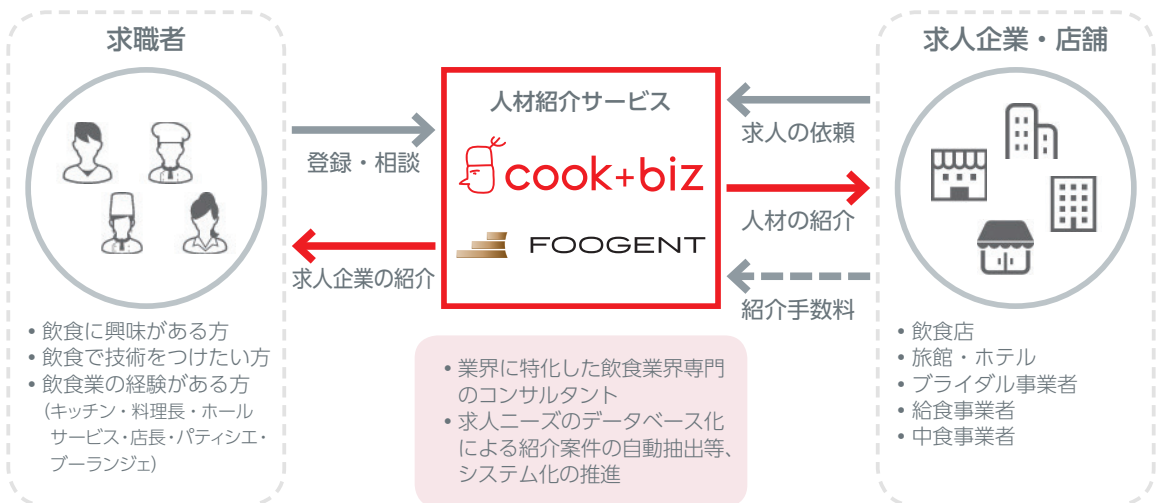 求職者
• 飲食に興味がある方
• 飲食で技術をつけたい方
• 飲食業の経験がある方
(キッチン・料理長・ホール
サービス・店長・パティシエ・
ブーランジェ)
登録・相談
求人企業の紹介
人材紹介サービス
cook+biz
FOOGENT
• 業界に特化した飲食業界専門
のコンサルタント
• 求人ニーズのデータベース化
による紹介案件の自動抽出等、
システム化の推進
求人の依頼
人材の紹介
紹介手数料
求人企業・店舗
• 飲食店
• 旅館・ホテル
• ブライダル事業者
• 給食事業者
• 中食事業者